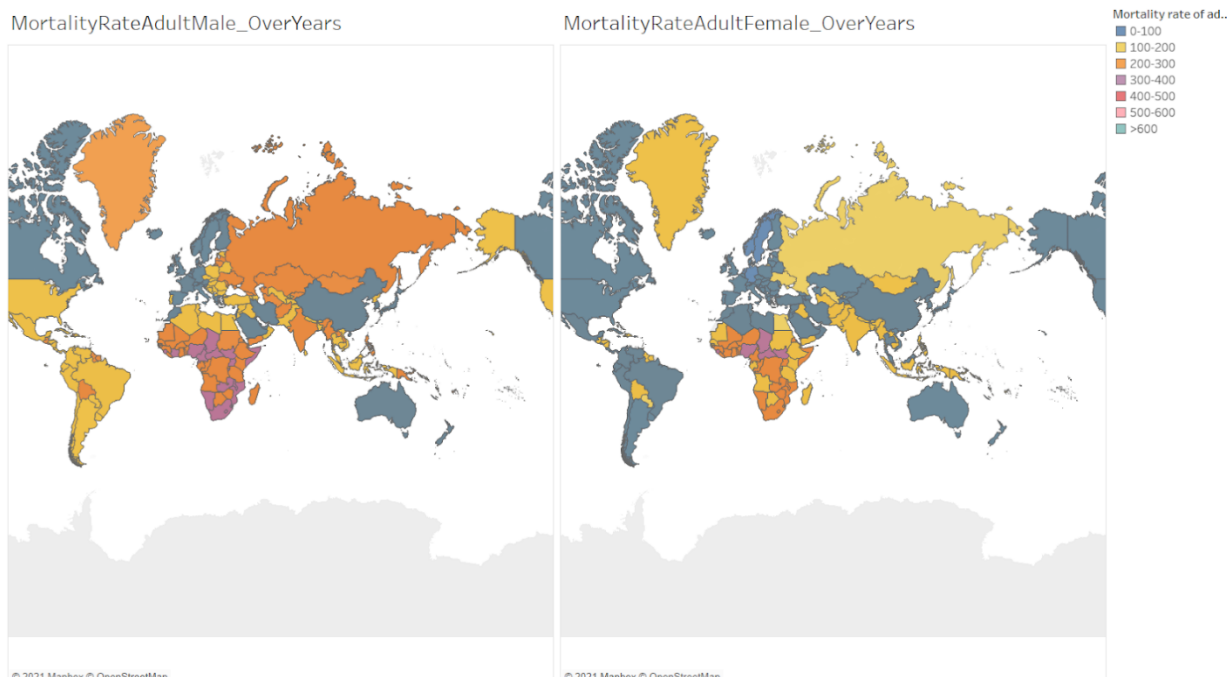 MortalityRateAdultMale_OverYears
MortalityRateAdultFemale_OverYears
Mortality rate of ad..
0-100
100-200
200-300
300-400
400-500
500-600
>600
© 2021 Mapbox © OpenStreetMap
© 2021 Mapbox © OpenStreetMap